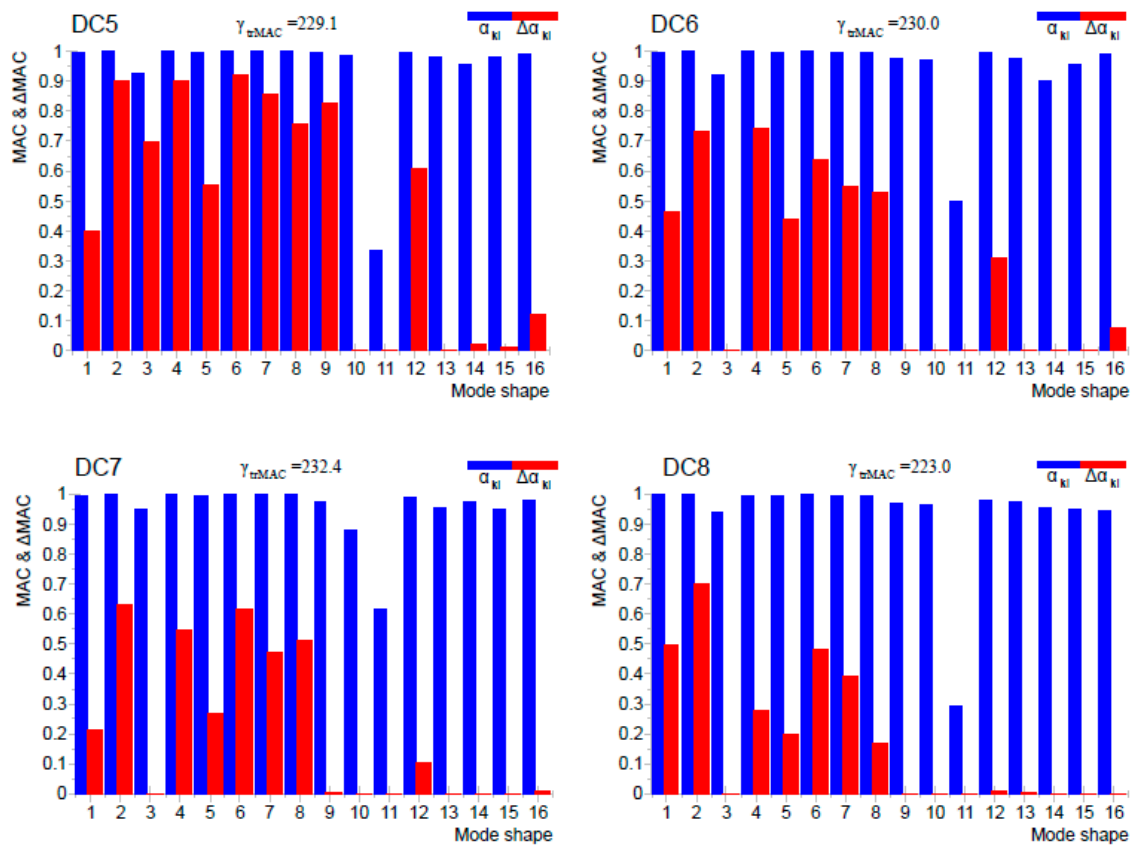 DC5
γtrMAC =229.1
αkl Δαkl
MAC & ΔMAC
1
0.9
0.8
0.7
0.6
0.5
0.4
0.3
0.2
0.1
0
1 2 3 4 5 6 7 8 9 10 11 12 13 14 15 16
Mode shape
DC6
γtrMAC =230.0
αkl Δαkl
MAC & ΔMAC
1
0.9
0.8
0.7
0.6
0.5
0.4
0.3
0.2
0.1
0
1 2 3 4 5 6 7 8 9 10 11 12 13 14 15 16
Mode shape
DC7
γtrMAC =232.4
αkl Δαkl
MAC & ΔMAC
1
0.9
0.8
0.7
0.6
0.5
0.4
0.3
0.2
0.1
0
1 2 3 4 5 6 7 8 9 10 11 12 13 14 15 16
Mode shape
DC8
γtrMAC =223.0
αkl Δαkl
MAC & ΔMAC
1
0.9
0.8
0.7
0.6
0.5
0.4
0.3
0.2
0.1
0
1 2 3 4 5 6 7 8 9 10 11 12 13 14 15 16
Mode shape